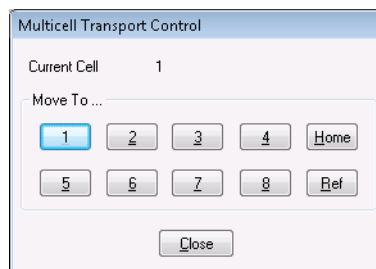 Multicell Transport Control
Current Cell 1
Move To ...
1 2 3 4 Home
5 6 7 8 Ref
Close